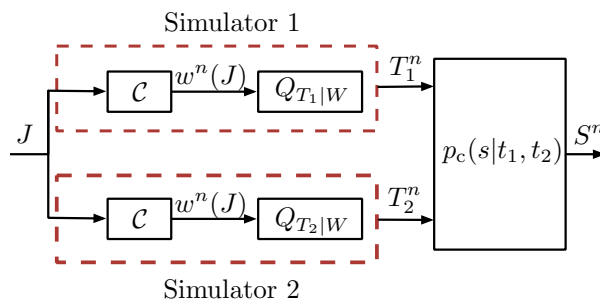 Simulator 1
C w^n(J) Q_{T_1|W} T_1^n
J p_c(s|t_1, t_2) S^n
C w^n(J) Q_{T_2|W} T_2^n
Simulator 2